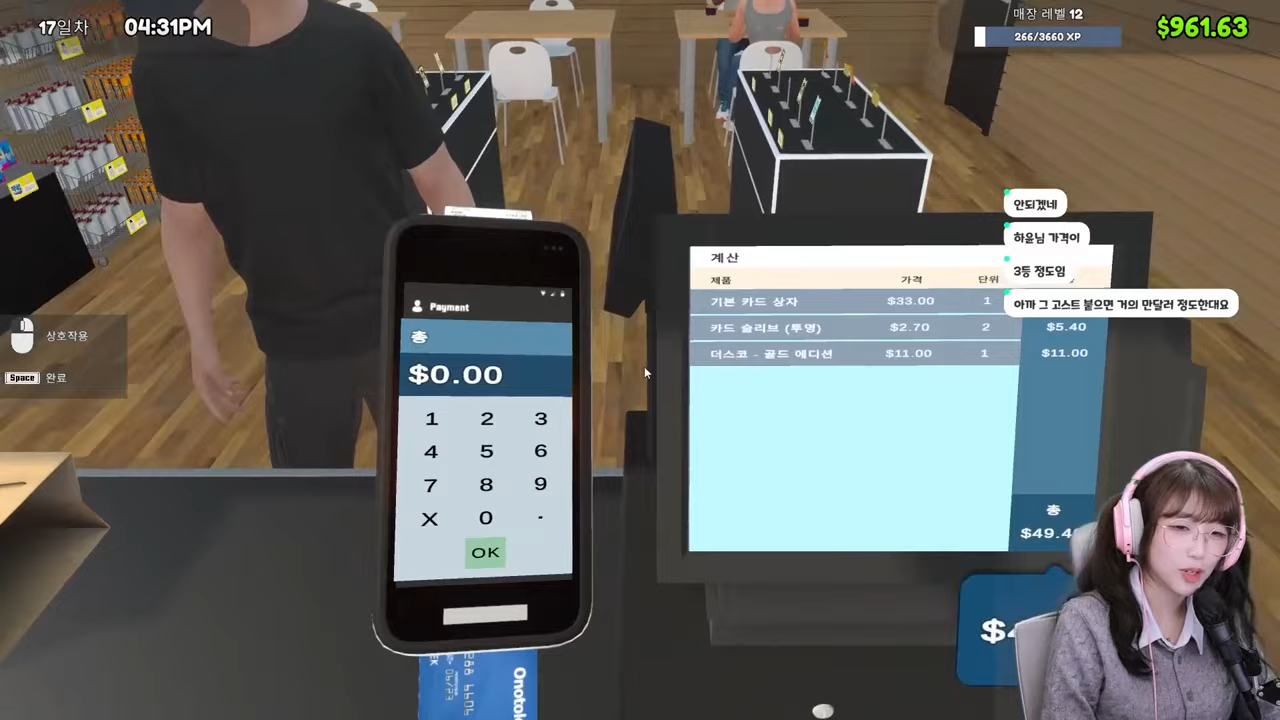 17일차 04:31PM
매장 레벨 12
266/3660 XP
$961.63
안되겠네
하윤님 가격이
3등 정도임
아까 그 고스트 붙으면 거의 만달러 정도한대요
상호작용
Space 완료
Payment
총
$0.00
1 2 3
4 5 6
7 8 9
X 0 .
OK
계산
제품 가격 단위
기본 카드 상자 $33.00 1
카드 슬리브 (투명) $2.70 2 $5.40
더스코 - 골드 에디션 $11.00 1 $11.00
총
$49.4